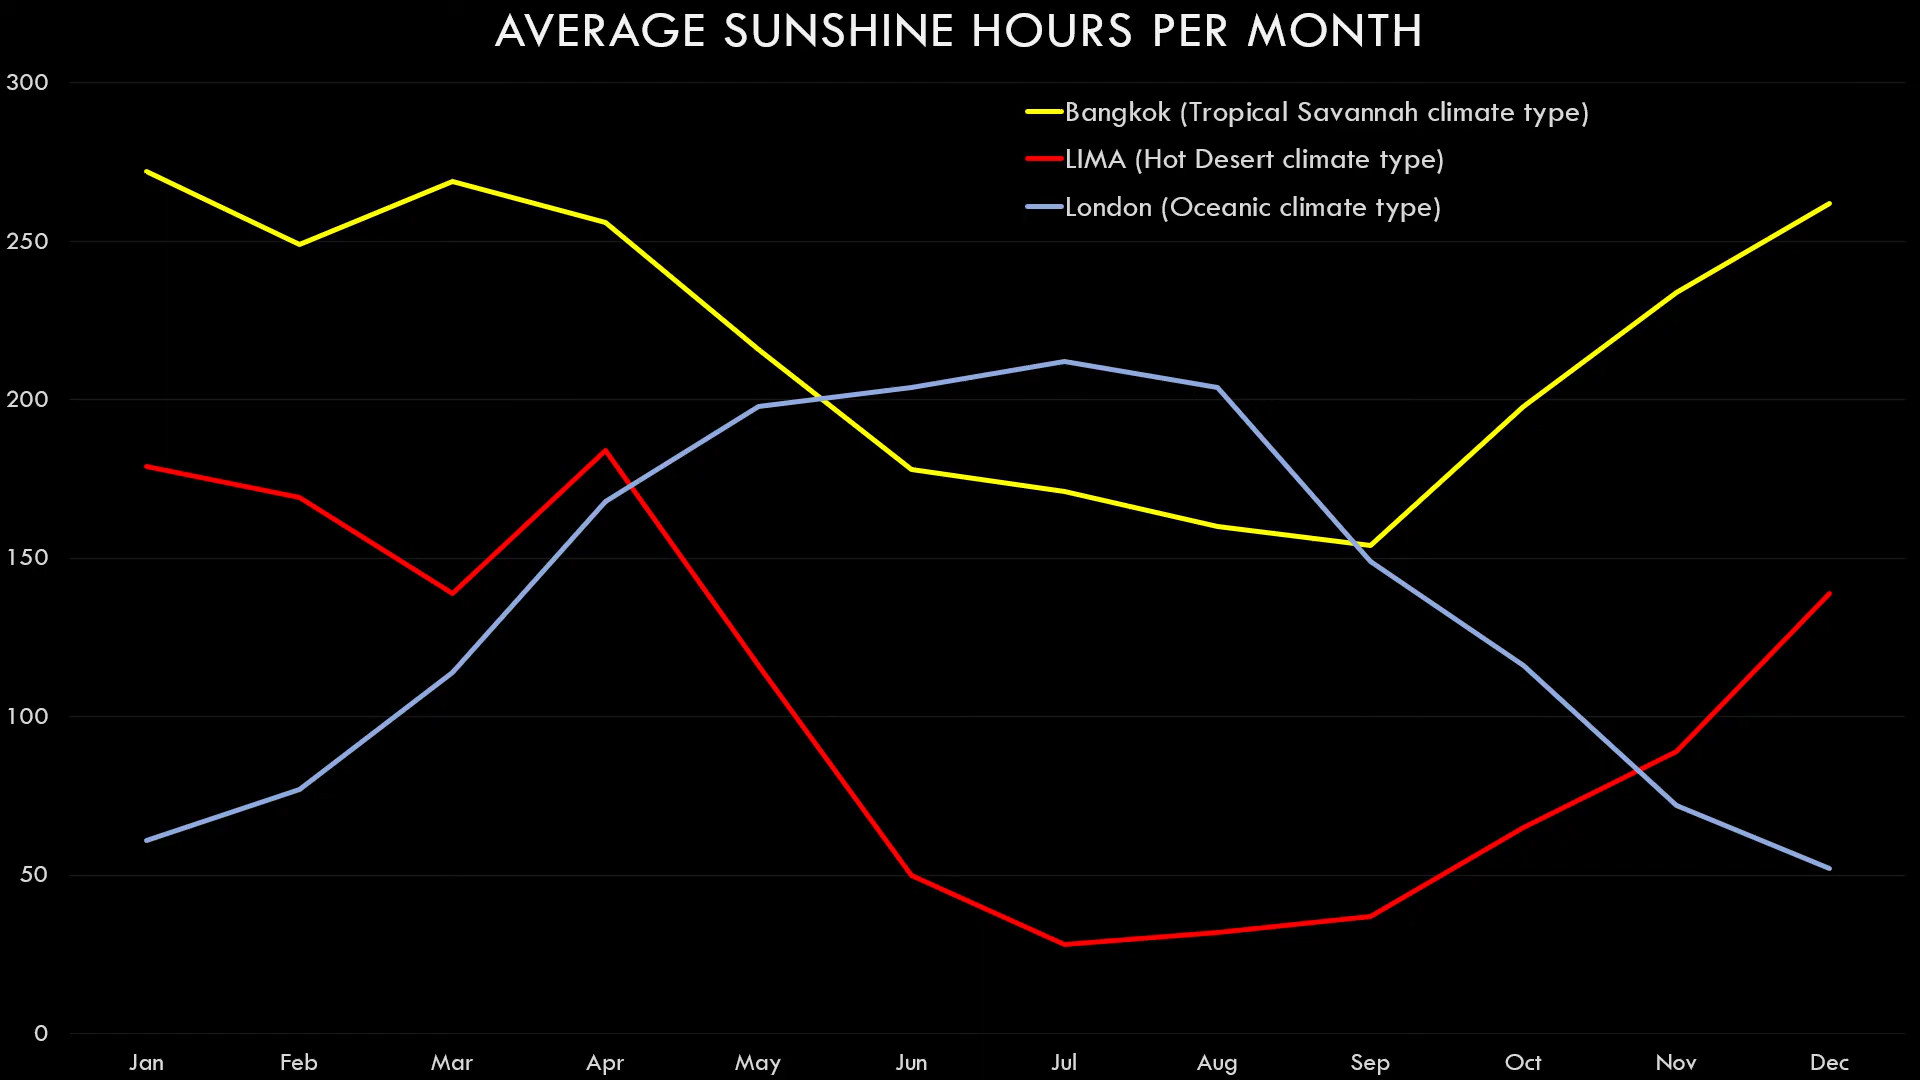 AVERAGE SUNSHINE HOURS PER MONTH
300
Bangkok (Tropical Savannah climate type)
LIMA (Hot Desert climate type)
London (Oceanic climate type)
250
200
150
100
50
0
Jan Feb Mar Apr May Jun Jul Aug Sep Oct Nov Dec